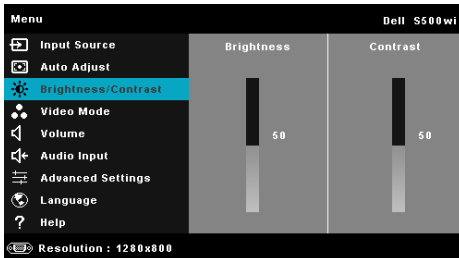 Menu Dell S500wi
Input Source
Auto Adjust
Brightness/Contrast
Video Mode
Volume
Audio Input
Advanced Settings
Language
? Help
Brightness
50
Contrast
50
Resolution : 1280x800